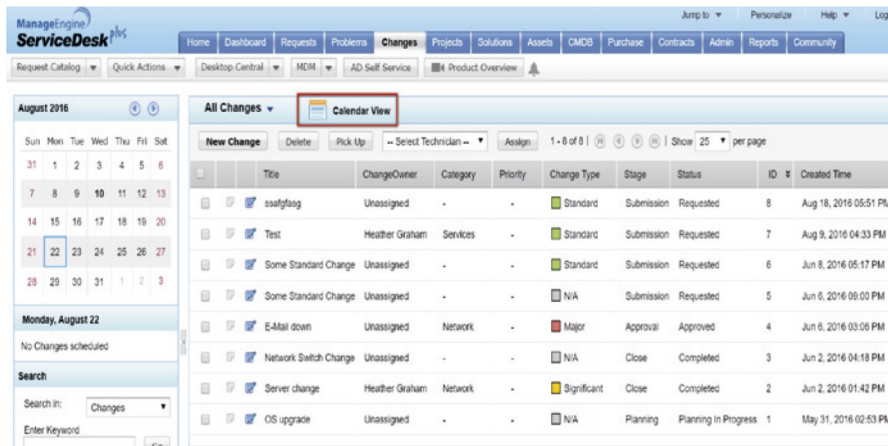 Jump to Personalize Help Log
ManageEngine
ServiceDesk plus
Home Dashboard Requests Problems Changes Projects Solutions Assets CMDB Purchase Contracts Admin Reports Community
Request Catalog Quick Actions Desktop Central MDM AD Self Service Product Overview
August 2016
Sun Mon Tue Wed Thu Fri Sat
31 1 2 3 4 5 6
7 8 9 10 11 12 13
14 15 16 17 18 19 20
21 22 23 24 25 26 27
28 29 30 31 1 2 3
Monday, August 22
No Changes scheduled
Search
Search in: Changes
Enter Keyword
Go
All Changes Calendar View
New Change Delete Pick Up -- Select Technician -- Assign 1 - 8 of 8 | Show 25 per page
Title ChangeOwner Category Priority Change Type Stage Status ID Created Time
ssafgfasg Unassigned - - Standard Submission Requested 8 Aug 18, 2016 05:51 PM
Test Heather Graham Services - Standard Submission Requested 7 Aug 9, 2016 04:33 PM
Some Standard Change Unassigned - - Standard Submission Requested 6 Jun 8, 2016 05:17 PM
Some Standard Change Unassigned - - N/A Submission Requested 5 Jun 6, 2016 09:00 PM
E-Mail down Unassigned Network - Major Approval Approved 4 Jun 6, 2016 03:06 PM
Network Switch Change Unassigned - - N/A Close Completed 3 Jun 2, 2016 04:18 PM
Server change Heather Graham Network - Significant Close Completed 2 Jun 2, 2016 01:42 PM
OS upgrade Unassigned - - N/A Planning Planning In Progress 1 May 31, 2016 02:53 PM